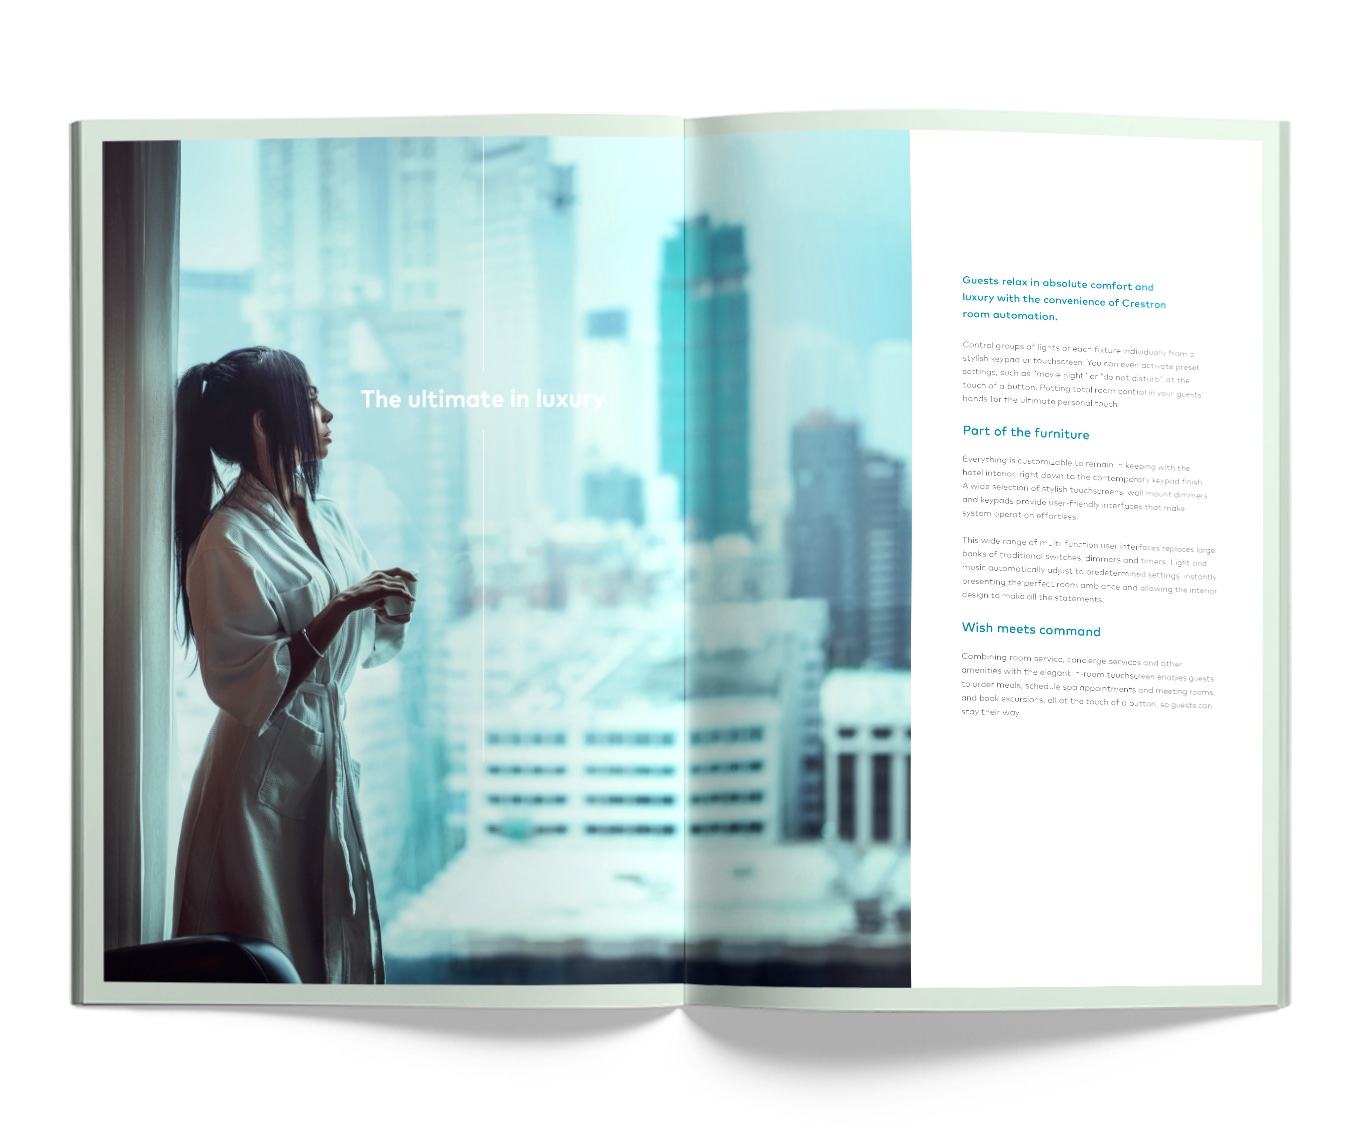 The ultimate in luxury
Guests relax in absolute comfort and
luxury with the convenience of Crestron
room automation.
Control groups of lights or each fixture individually from a
stylish keypad or touchscreen. You can even activate preset
settings, such as "movie night" or "do not disturb", at the
touch of a button. Putting total room control in your guests'
hands for the ultimate personal touch.
Part of the furniture
Everything is customizable to remain in keeping with the
hotel interior, right down to the contemporary keypad finish.
A wide selection of stylish touchscreens, wall mount dimmers
and keypads provide user-friendly interfaces that make
system operation effortless.
This wide range of multi function user interfaces replaces large
banks of traditional switches, dimmers and timers. Light and
music automatically adjust to predetermined settings, instantly
presenting the perfect room ambience and allowing the interior
design to make all the statements.
Wish meets command
Combining room service, concierge services and other
amenities with the elegant in-room touchscreen enables guests
to order meals, schedule spa appointments and meeting rooms,
and book excursions, all at the touch of a button, so guests can
stay their way.